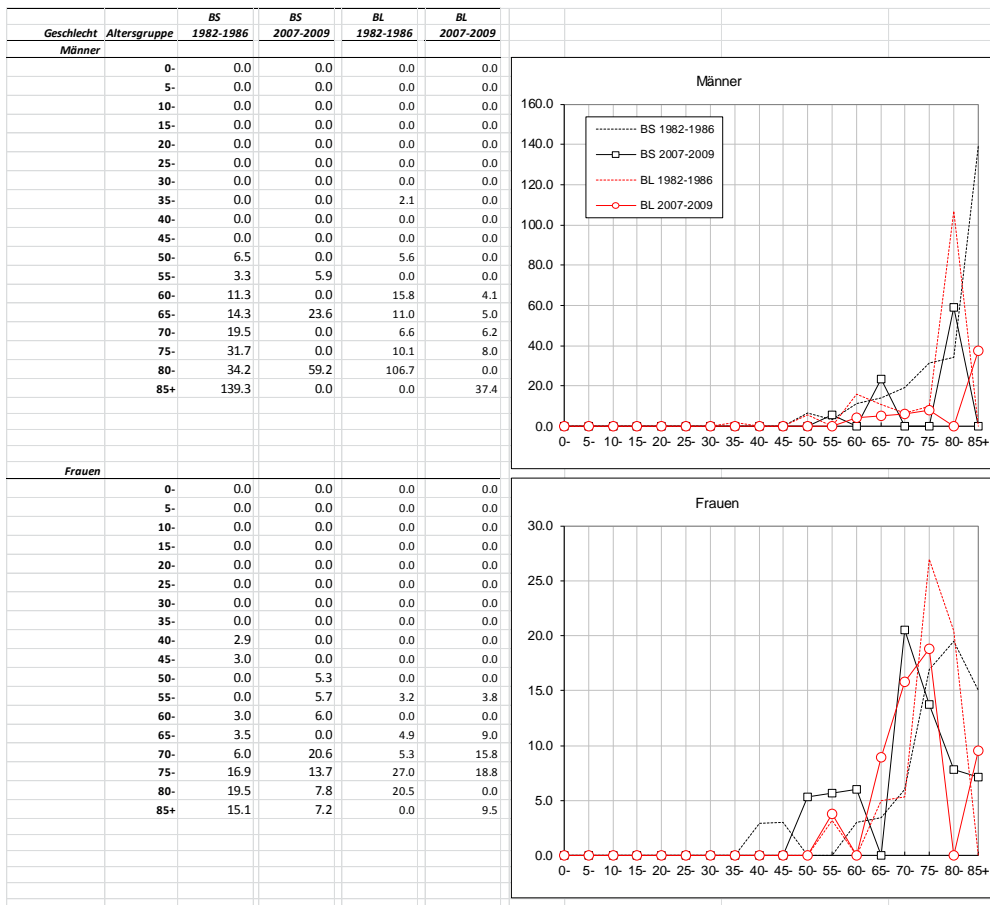 BS BS BL BL
Geschlecht Altersgruppe 1982-1986 2007-2009 1982-1986 2007-2009
Männer
0- 0.0 0.0 0.0 0.0
5- 0.0 0.0 0.0 0.0
10- 0.0 0.0 0.0 0.0
15- 0.0 0.0 0.0 0.0
20- 0.0 0.0 0.0 0.0
25- 0.0 0.0 0.0 0.0
30- 0.0 0.0 0.0 0.0
35- 0.0 0.0 2.1 0.0
40- 0.0 0.0 0.0 0.0
45- 0.0 0.0 0.0 0.0
50- 6.5 0.0 5.6 0.0
55- 3.3 5.9 0.0 0.0
60- 11.3 0.0 15.8 4.1
65- 14.3 23.6 11.0 5.0
70- 19.5 0.0 6.6 6.2
75- 31.7 0.0 10.1 8.0
80- 34.2 59.2 106.7 0.0
85+ 139.3 0.0 0.0 37.4
Männer
160.0
140.0
120.0
100.0
80.0
60.0
40.0
20.0
0.0
BS 1982-1986
BS 2007-2009
BL 1982-1986
BL 2007-2009
0- 5- 10- 15- 20- 25- 30- 35- 40- 45- 50- 55- 60- 65- 70- 75- 80- 85+
Frauen
0- 0.0 0.0 0.0 0.0
5- 0.0 0.0 0.0 0.0
10- 0.0 0.0 0.0 0.0
15- 0.0 0.0 0.0 0.0
20- 0.0 0.0 0.0 0.0
25- 0.0 0.0 0.0 0.0
30- 0.0 0.0 0.0 0.0
35- 0.0 0.0 0.0 0.0
40- 2.9 0.0 0.0 0.0
45- 3.0 0.0 0.0 0.0
50- 0.0 5.3 0.0 0.0
55- 0.0 5.7 3.2 3.8
60- 3.0 6.0 0.0 0.0
65- 3.5 0.0 4.9 9.0
70- 6.0 20.6 5.3 15.8
75- 16.9 13.7 27.0 18.8
80- 19.5 7.8 20.5 0.0
85+ 15.1 7.2 0.0 9.5
Frauen
30.0
25.0
20.0
15.0
10.0
5.0
0.0
0- 5- 10- 15- 20- 25- 30- 35- 40- 45- 50- 55- 60- 65- 70- 75- 80- 85+